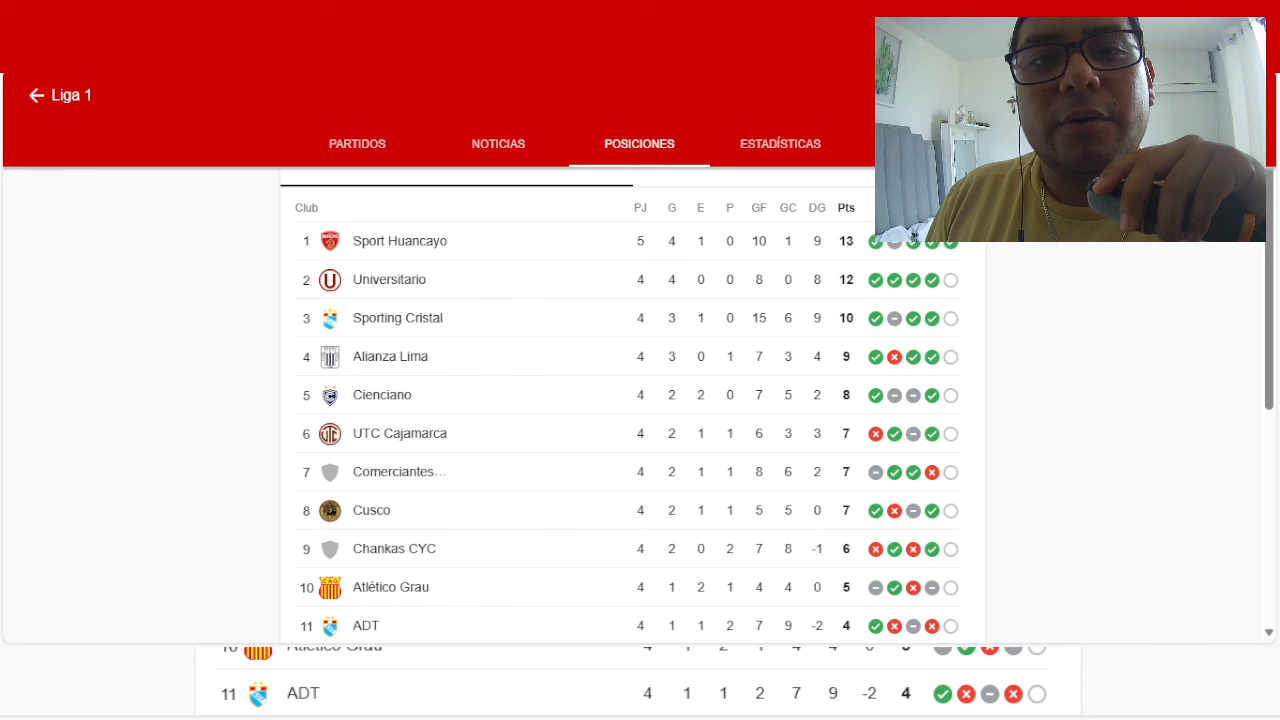 Liga 1
PARTIDOS NOTICIAS POSICIONES ESTADÍSTICAS
Club PJ G E P GF GC DG Pts
1 Sport Huancayo 5 4 1 0 10 1 9 13
2 Universitario 4 4 0 0 8 0 8 12
3 Sporting Cristal 4 3 1 0 15 6 9 10
4 Alianza Lima 4 3 0 1 7 3 4 9
5 Cienciano 4 2 2 0 7 5 2 8
6 UTC Cajamarca 4 2 1 1 6 3 3 7
7 Comerciantes... 4 2 1 1 8 6 2 7
8 Cusco 4 2 1 1 5 5 0 7
9 Chankas CYC 4 2 0 2 7 8 -1 6
10 Atlético Grau 4 1 2 1 4 4 0 5
11 ADT 4 1 1 2 7 9 -2 4
10 Atlético Grau
11 ADT 4 1 1 2 7 9 -2 4